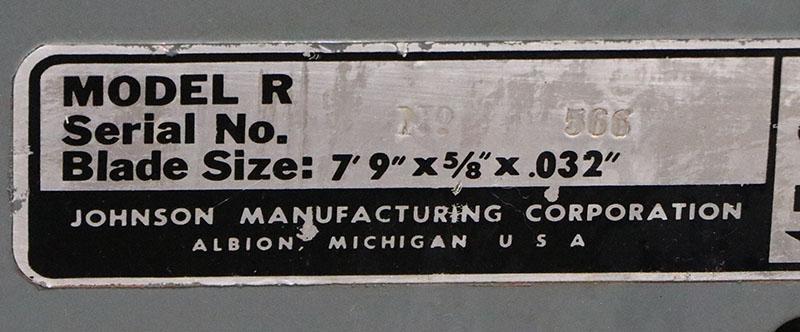 MODEL R
Serial No. No 566
Blade Size: 7' 9" x 5/8" x .032"
JOHNSON MANUFACTURING CORPORATION
ALBION, MICHIGAN U S A